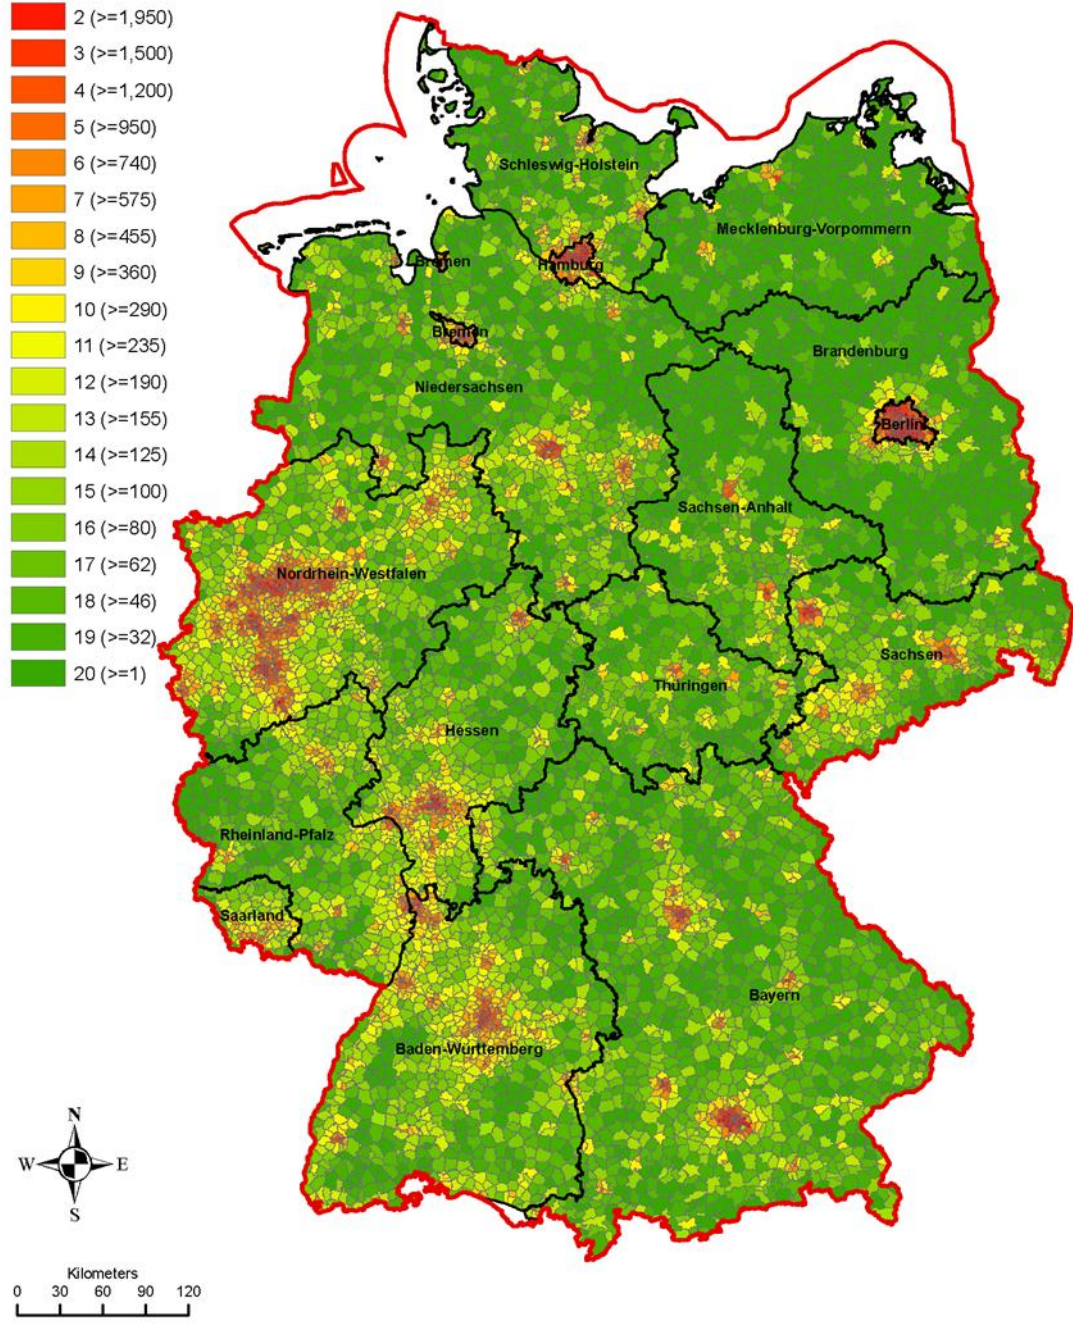 2 (>=1,950)
3 (>=1,500)
4 (>=1,200)
5 (>=950)
6 (>=740)
7 (>=575)
8 (>=455)
9 (>=360)
10 (>=290)
11 (>=235)
12 (>=190)
13 (>=155)
14 (>=125)
15 (>=100)
16 (>=80)
17 (>=62)
18 (>=46)
19 (>=32)
20 (>=1)
Schleswig-Holstein
Mecklenburg-Vorpommern
Bremen
Hamburg
Bremen
Brandenburg
Niedersachsen
Berlin
Sachsen-Anhalt
Nordrhein-Westfalen
Sachsen
Thüringen
Hessen
Rheinland-Pfalz
Saarland
Bayern
Baden-Württemberg
N
W E
S
Kilometers
0 30 60 90 120